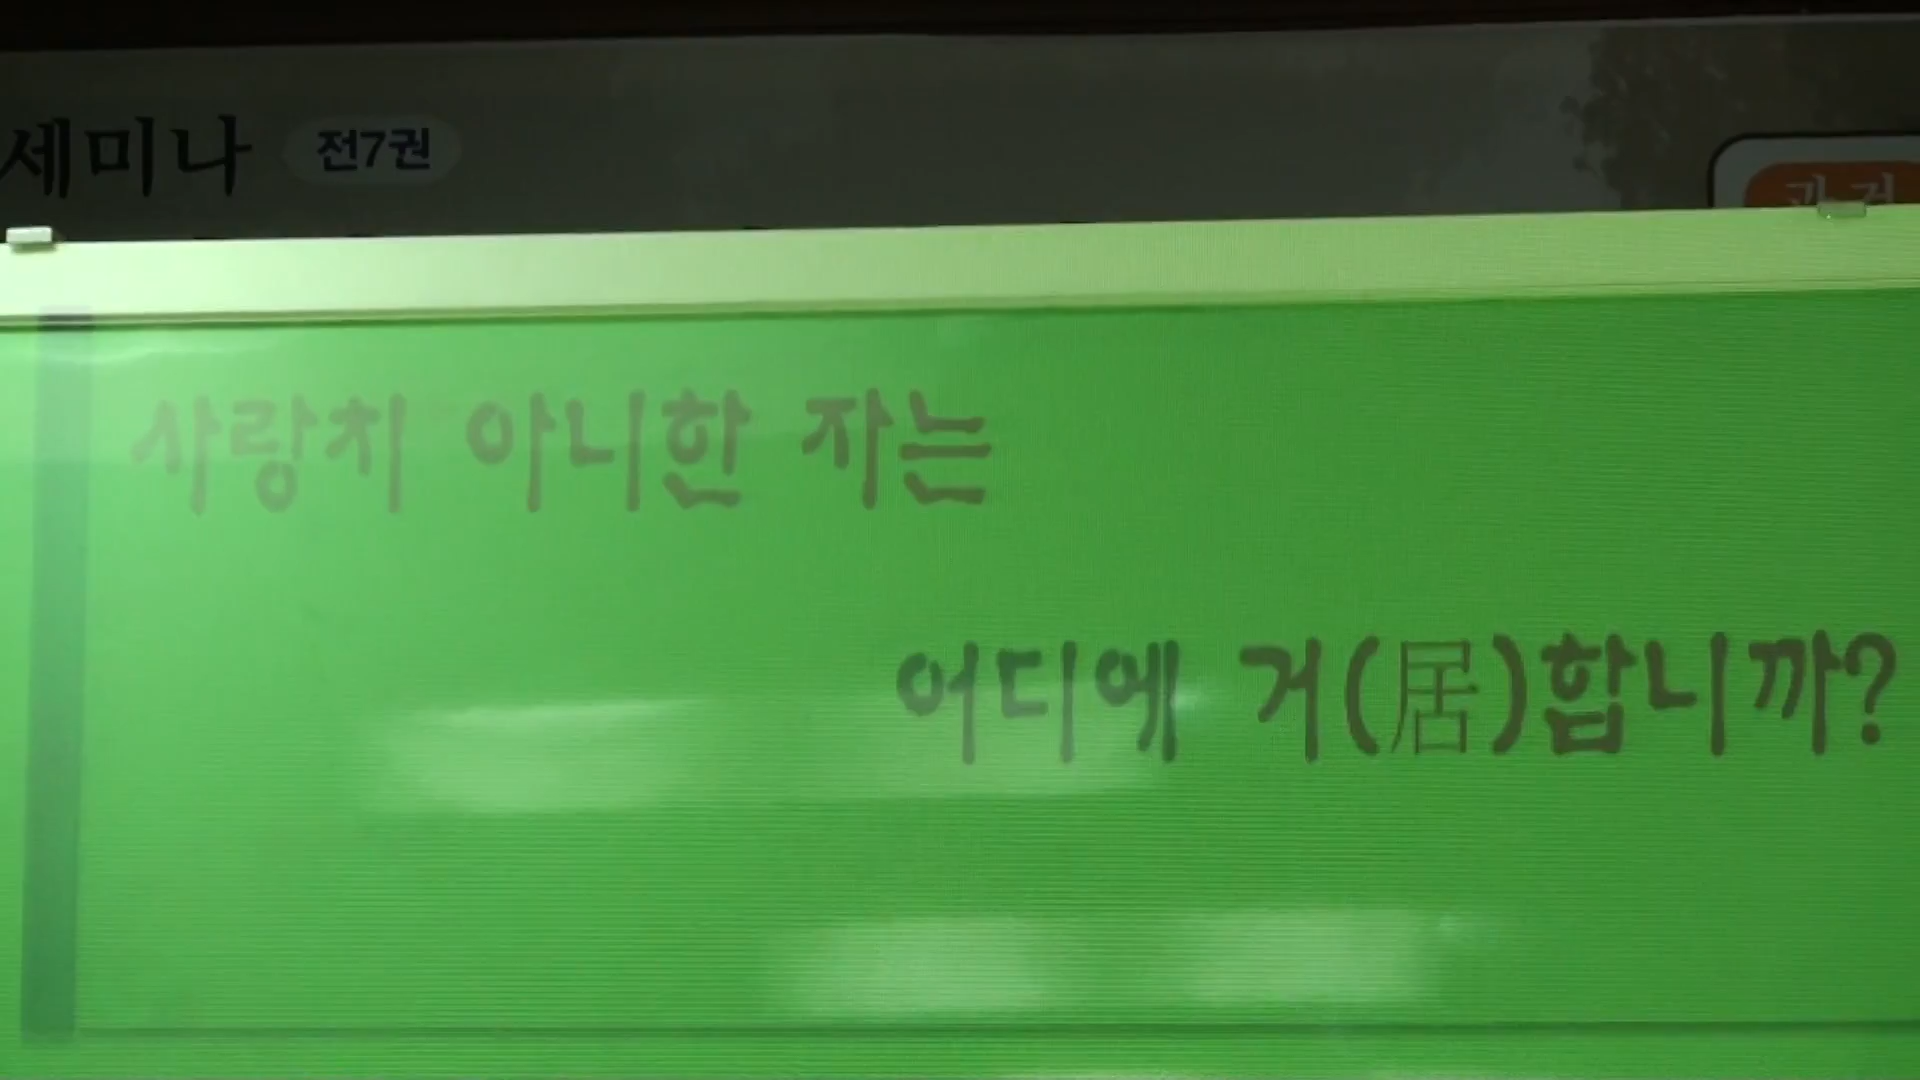 세미나 전7권
사랑치 아니한 자는
어디에 거(居)합니까?